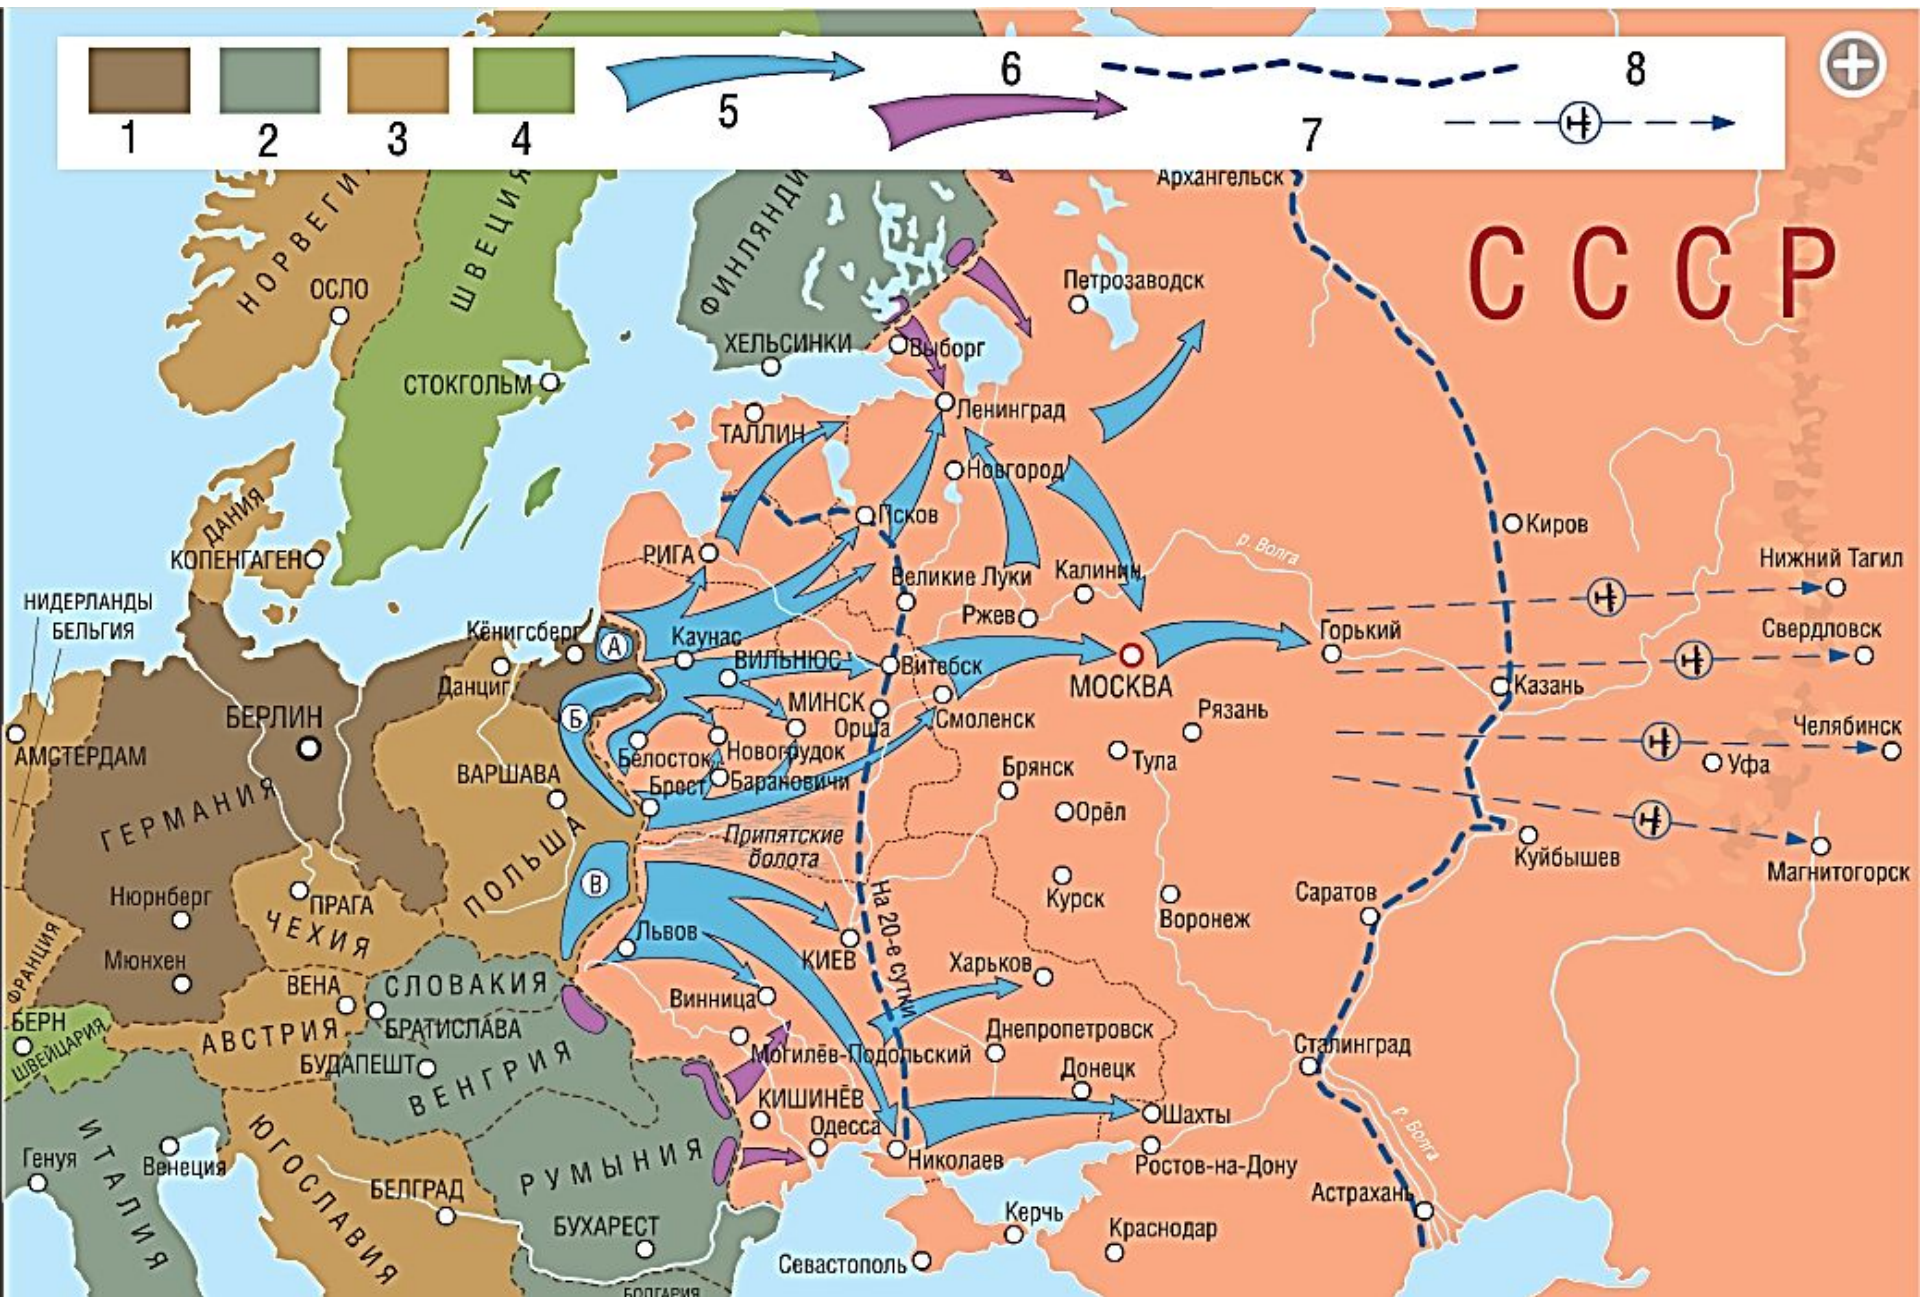 1
2
3
4
5
6
7
8
НОРВЕГИ
ШВЕЦИЯ
ФИНЛЯНДИ
Архангельск
СССР
ОСЛО
Петрозаводск
ХЕЛЬСИНКИ
Выборг
СТОКГОЛЬМ
Ленинград
ТАЛЛИН
Новгород
ДАНИЯ
Псков
Киров
КОПЕНГАГЕН
РИГА
р. Волга
Нижний Тагил
Великие Луки
Калинин
НИДЕРЛАНДЫ
БЕЛЬГИЯ
Ржев
Кёнигсберг
А
Каунас
Горький
Свердловск
ВИЛЬНЮС
Витебск
Данциг
МОСКВА
Казань
БЕРЛИН
Б
МИНСК
Орша
Смоленск
Рязань
АМСТЕРДАМ
Белосток
Новогрудок
Тула
Челябинск
Уфа
ВАРШАВА
Брест
Барановичи
Брянск
ГЕРМАНИЯ
Орёл
Припятские
болота
ПОЛЬША
Куйбышев
Магнитогорск
В
Нюрнберг
ПРАГА
ЧЕХИЯ
На 20-е сутки
Курск
Воронеж
Саратов
Львов
КИЕВ
Харьков
ФРАНЦИЯ
Мюнхен
ВЕНА
СЛОВАКИЯ
Винница
БЕРН
ШВЕЙЦАРИЯ
АВСТРИЯ
БРАТИСЛАВА
Днепропетровск
Могилёв-Подольский
Сталинград
БУДАПЕШТ
ВЕНГРИЯ
Донецк
КИШИНЁВ
Одесса
Шахты
р. Волга
ИТАЛИЯ
ЮГОСЛАВИЯ
Генуя
Венеция
РУМЫНИЯ
Николаев
Ростов-на-Дону
БЕЛГРАД
Астрахань
БУХАРЕСТ
Керчь
Краснодар
Севастополь
БОЛГАРИЯ